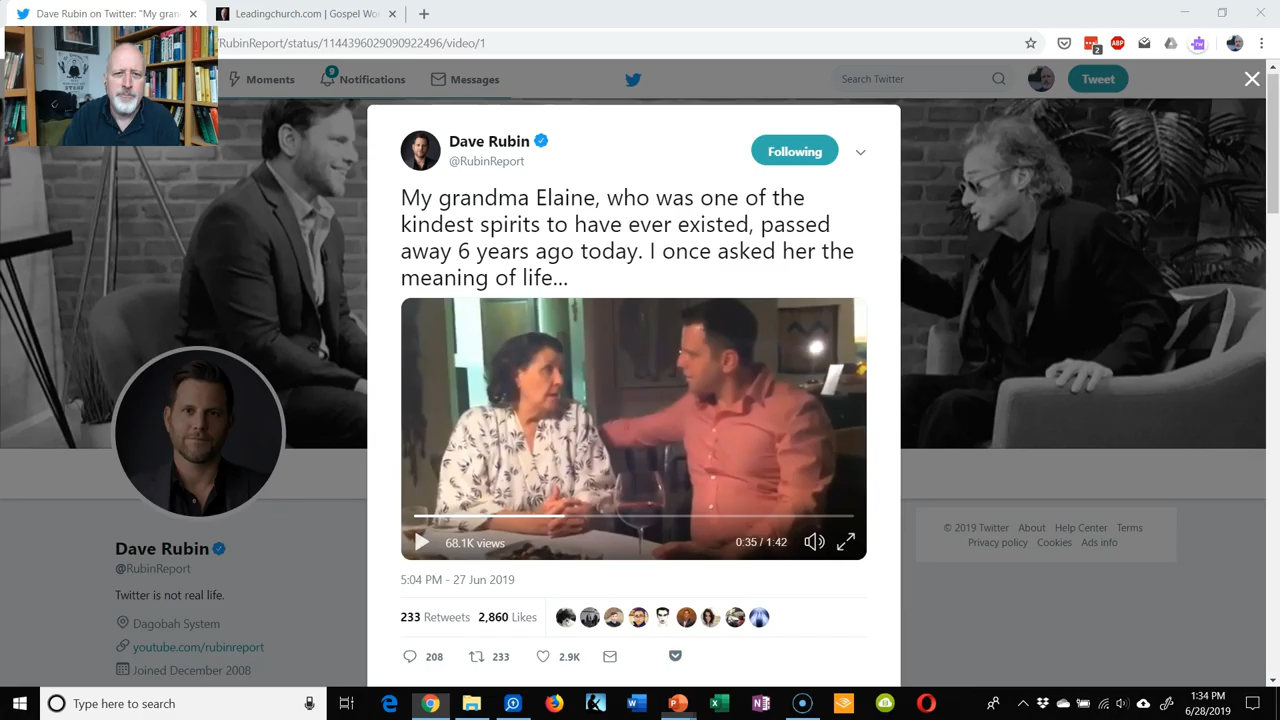 Dave Rubin on Twitter: "My gran
Leadingchurch.com | Gospel Wo
RubinReport/status/1144396029090922496/video/1
2
ABP
Moments
9
Notifications
Messages
Search Twitter
Tweet
Dave Rubin
@RubinReport
Following
My grandma Elaine, who was one of the
kindest spirits to have ever existed, passed
away 6 years ago today. I once asked her the
meaning of life...
68.1K views
0:35 / 1:42
5:04 PM - 27 Jun 2019
233 Retweets 2,860 Likes
208
233
2.9K
Dave Rubin
@RubinReport
Twitter is not real life.
Dagobah System
youtube.com/rubinreport
Joined December 2008
© 2019 Twitter About Help Center Terms
Privacy policy Cookies Ads info
Type here to search
1:34 PM
6/28/2019